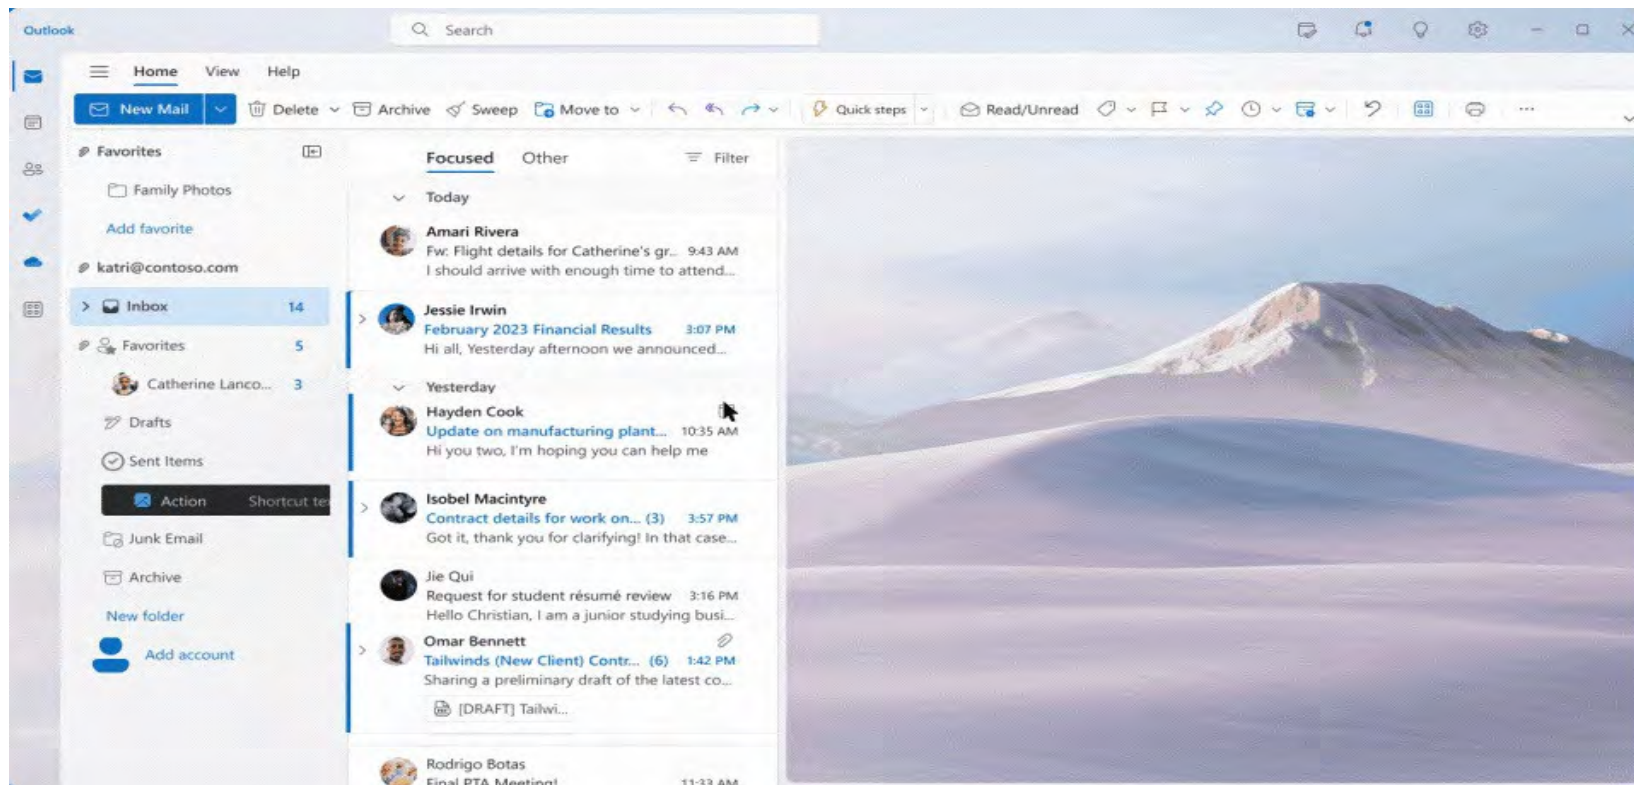 Outlook
Search
Home View Help
New Mail Delete Archive Sweep Move to Quick steps Read/Unread ...
Favorites
Family Photos
Add favorite
katri@contoso.com
Inbox 14
Favorites 5
Catherine Lanco... 3
Drafts
Sent Items
Action Shortcut te
Junk Email
Archive
New folder
Add account
Focused Other Filter
Today
Amari Rivera
Fw: Flight details for Catherine's gr... 9:43 AM
I should arrive with enough time to attend...
Jessie Irwin
February 2023 Financial Results 3:07 PM
Hi all, Yesterday afternoon we announced...
Yesterday
Hayden Cook
Update on manufacturing plant... 10:35 AM
Hi you two, I'm hoping you can help me
Isobel Macintyre
Contract details for work on... (3) 3:57 PM
Got it, thank you for clarifying! In that case...
Jie Qui
Request for student résumé review 3:16 PM
Hello Christian, I am a junior studying busi...
Omar Bennett
Tailwinds (New Client) Contr... (6) 1:42 PM
Sharing a preliminary draft of the latest co...
[DRAFT] Tailwi...
Rodrigo Botas
Final PTA Meeting! 11:33 AM